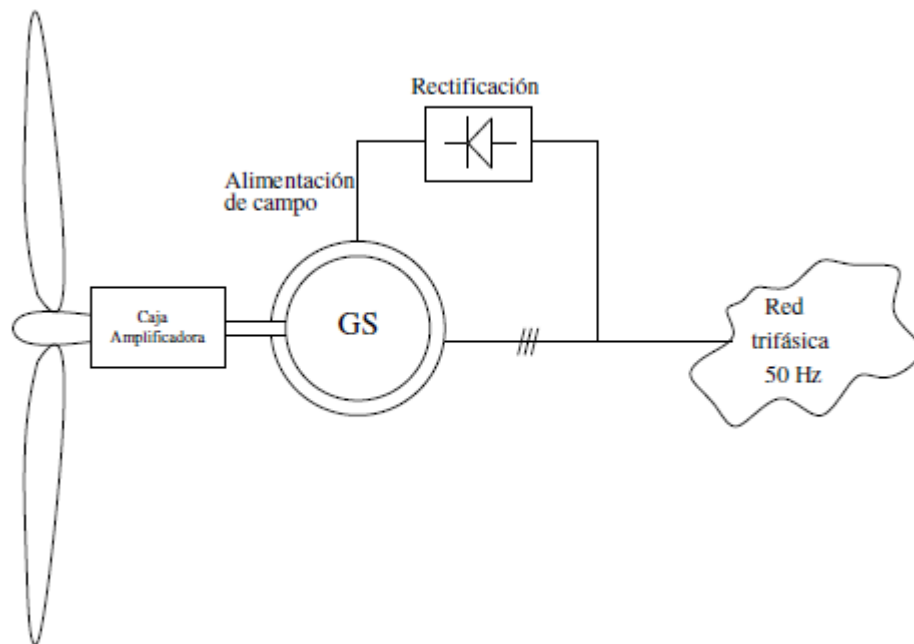 Rectificación
Alimentación
de campo
Caja
Amplificadora
GS
Red
trifásica
50 Hz